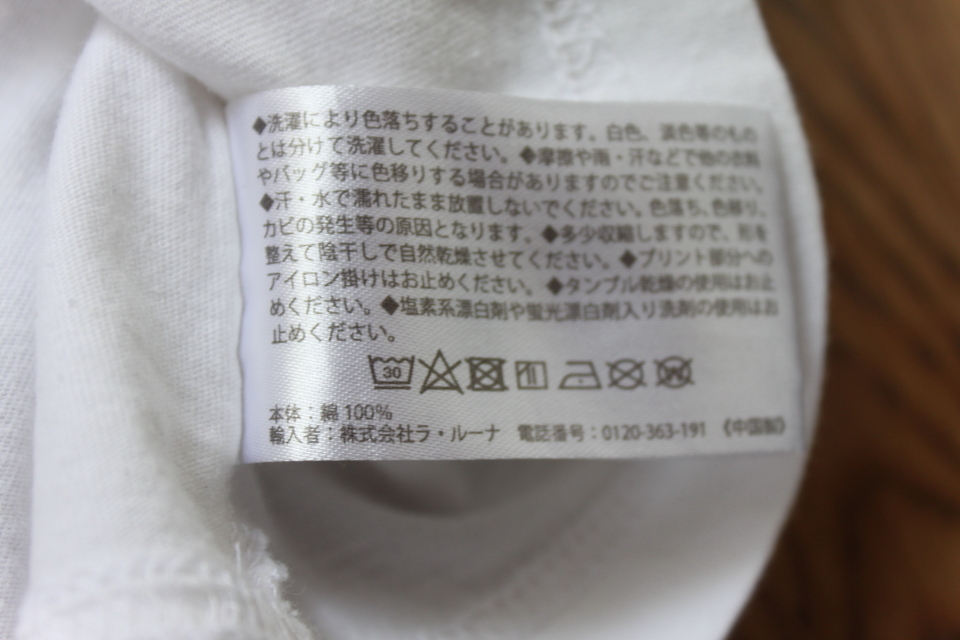 ◆洗濯により色落ちすることがあります。白色、淡色等のもの
とは分けて洗濯してください。◆摩擦や雨・汗などで他の衣料
やバッグ等に色移りする場合がありますのでご注意ください。
◆汗・水で濡れたまま放置しないでください。色落ち、色移り、
カビの発生等の原因となります。◆多少収縮しますので、形を
整えて陰干しで自然乾燥させてください。◆プリント部分への
アイロン掛けはお止めください。◆タンブル乾燥の使用はお止
めください。◆塩素系漂白剤や蛍光漂白剤入り洗剤の使用はお
止めください。
30 W
本体：綿 100%
輸入者：株式会社ラ・ルーナ 電話番号：0120-363-191 《中国製》